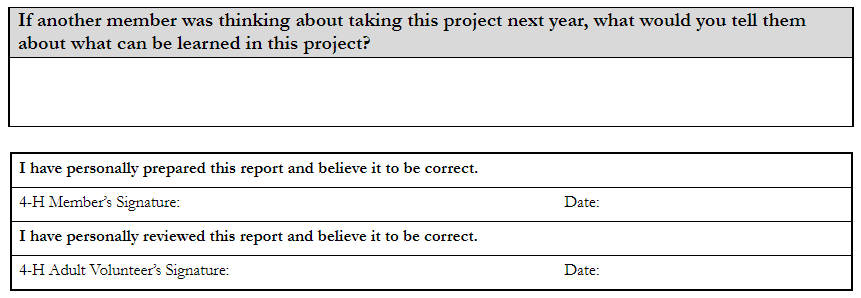 If another member was thinking about taking this project next year, what would you tell them
about what can be learned in this project?
I have personally prepared this report and believe it to be correct.
4-H Member's Signature: Date:
I have personally reviewed this report and believe it to be correct.
4-H Adult Volunteer's Signature: Date: